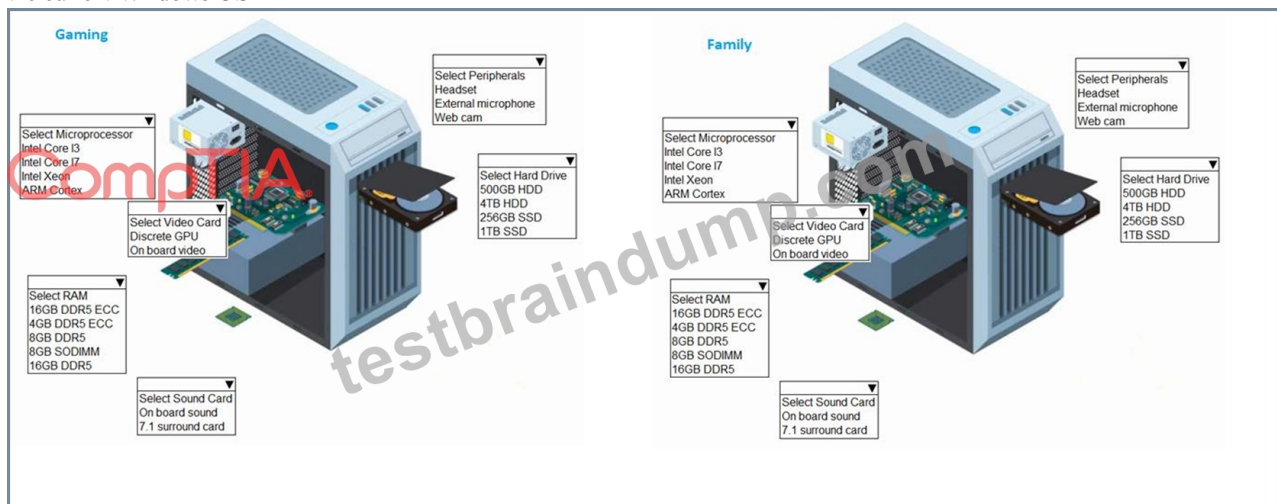 Gaming
Select Peripherals
Headset
External microphone
Web cam
Select Microprocessor
Intel Core I3
Intel Core I7
Intel Xeon
ARM Cortex
CompTIA.
Select Hard Drive
500GB HDD
4TB HDD
256GB SSD
1TB SSD
Select Video Card
Discrete GPU
On board video
Select RAM
16GB DDR5 ECC
4GB DDR5 ECC
8GB DDR5
8GB SODIMM
16GB DDR5
Select Sound Card
On board sound
7.1 surround card
Family
Select Peripherals
Headset
External microphone
Web cam
Select Microprocessor
Intel Core I3
Intel Core I7
Intel Xeon
ARM Cortex
Select Hard Drive
500GB HDD
4TB HDD
256GB SSD
1TB SSD
Select Video Card
Discrete GPU
On board video
Select RAM
16GB DDR5 ECC
4GB DDR5 ECC
8GB DDR5
8GB SODIMM
16GB DDR5
Select Sound Card
On board sound
7.1 surround card
testbraindump.com